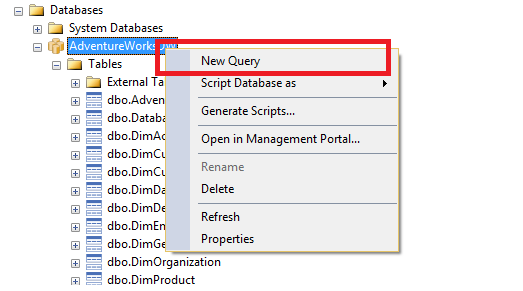 Databases
System Databases
AdventureWorksDW
New Query
Tables
External Ta
Script Database as
dbo.Adven
Generate Scripts...
dbo.Databa
dbo.DimAc
Open in Management Portal...
dbo.DimCu
dbo.DimCu
Rename
dbo.DimDa
Delete
dbo.DimDe
dbo.DimEm
Refresh
dbo.DimGe
Properties
dbo.DimOrganization
dbo.DimProduct